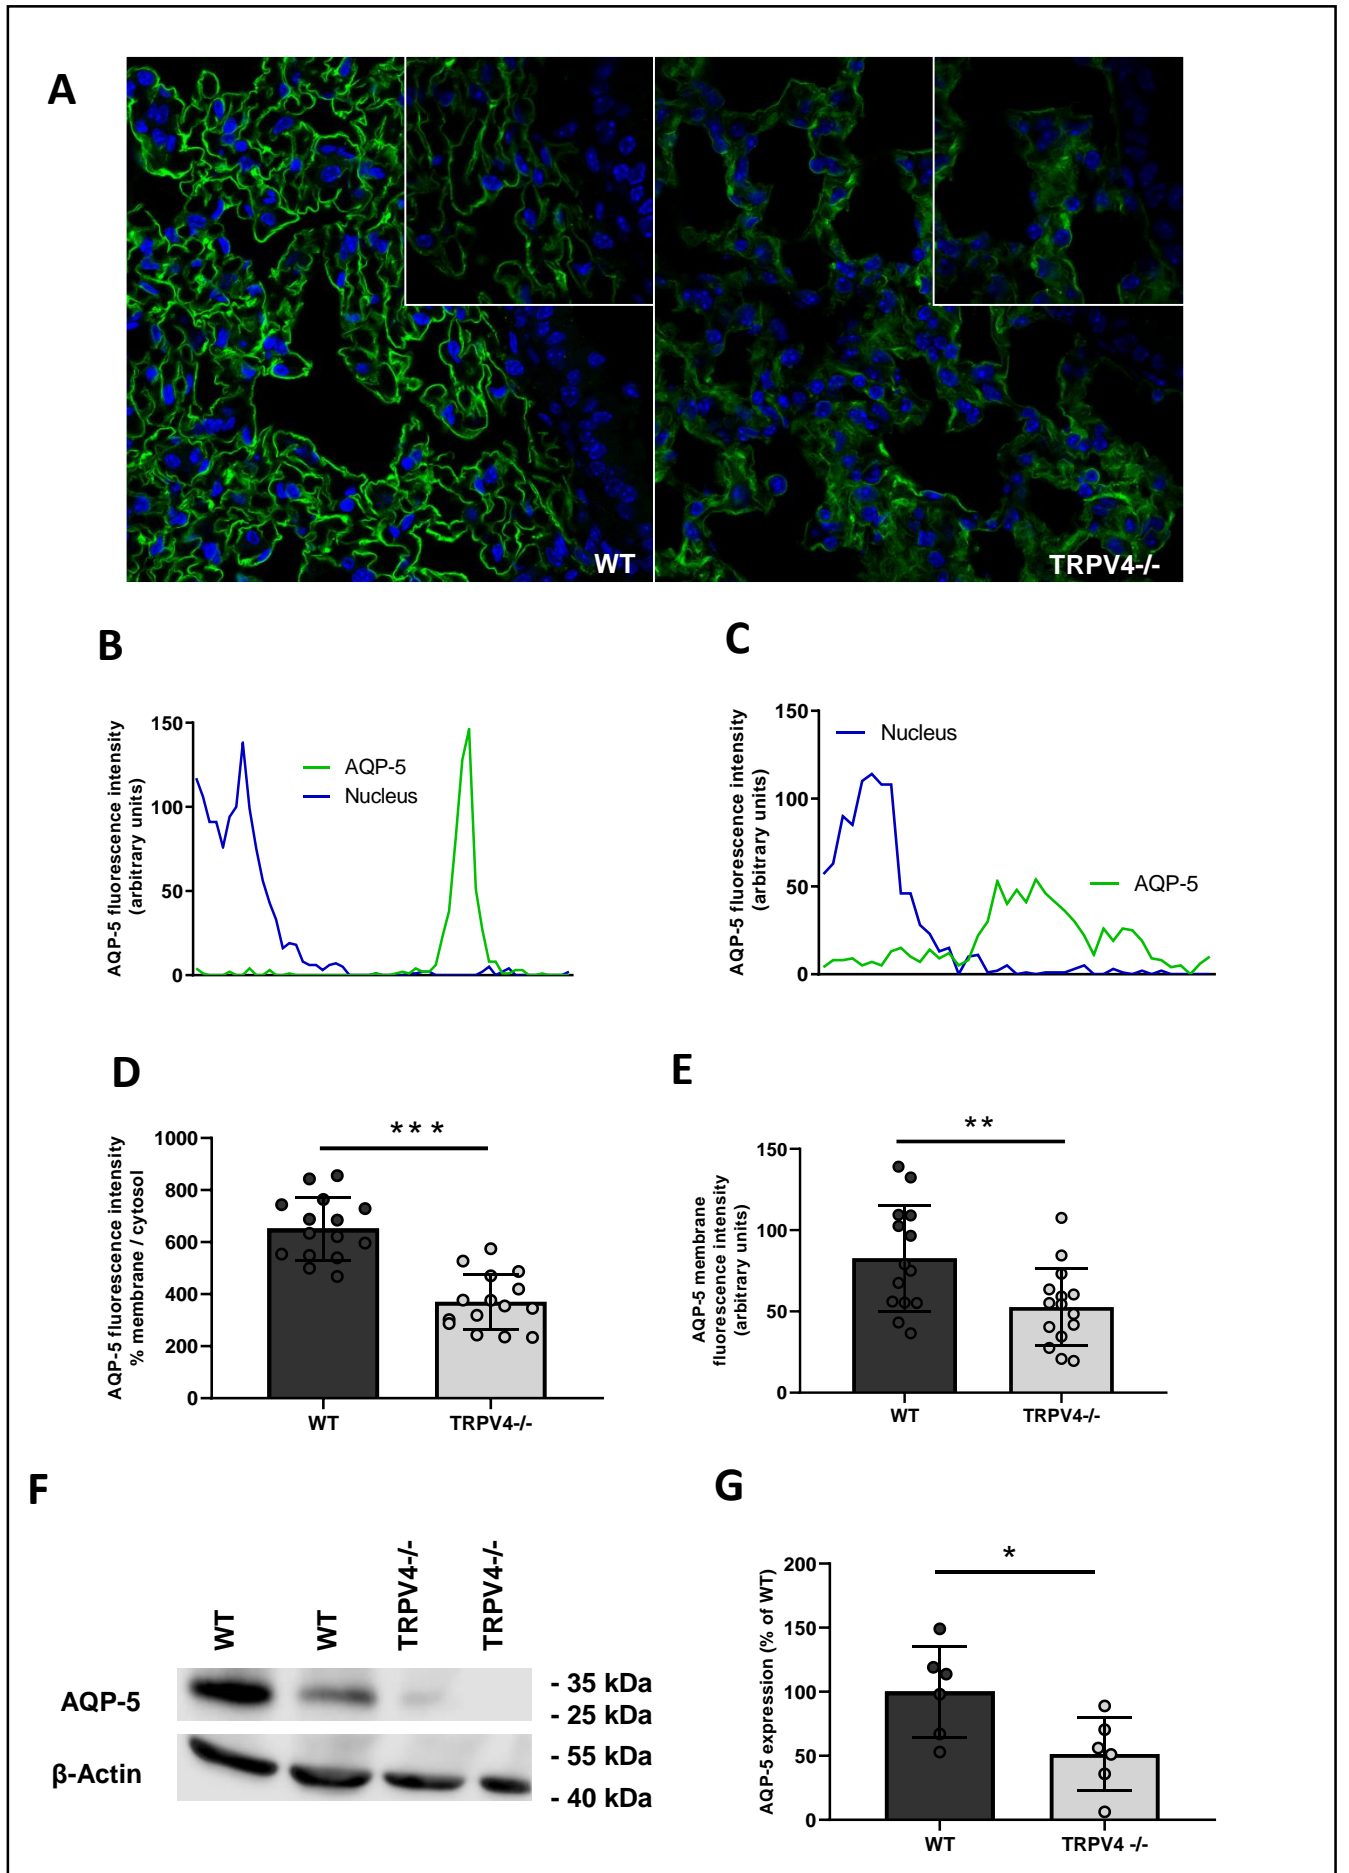 A
WT
TRPV4-/-
B
AQP-5 fluorescence intensity
(arbitrary units)
150
100
50
0
AQP-5
Nucleus
C
AQP-5 fluorescence intensity
(arbitrary units)
150
100
50
0
Nucleus
AQP-5
D
AQP-5 fluorescence intensity
% membrane / cytosol
1000
800
600
400
200
0
***
WT
TRPV4-/-
E
AQP-5 membrane
fluorescence intensity
(arbitrary units)
150
100
50
0
**
WT
TRPV4-/-
F
WT
WT
TRPV4-/-
TRPV4-/-
AQP-5
- 35 kDa
- 25 kDa
β-Actin
- 55 kDa
- 40 kDa
G
AQP-5 expression (% of WT)
200
150
100
50
0
*
WT
TRPV4 -/-